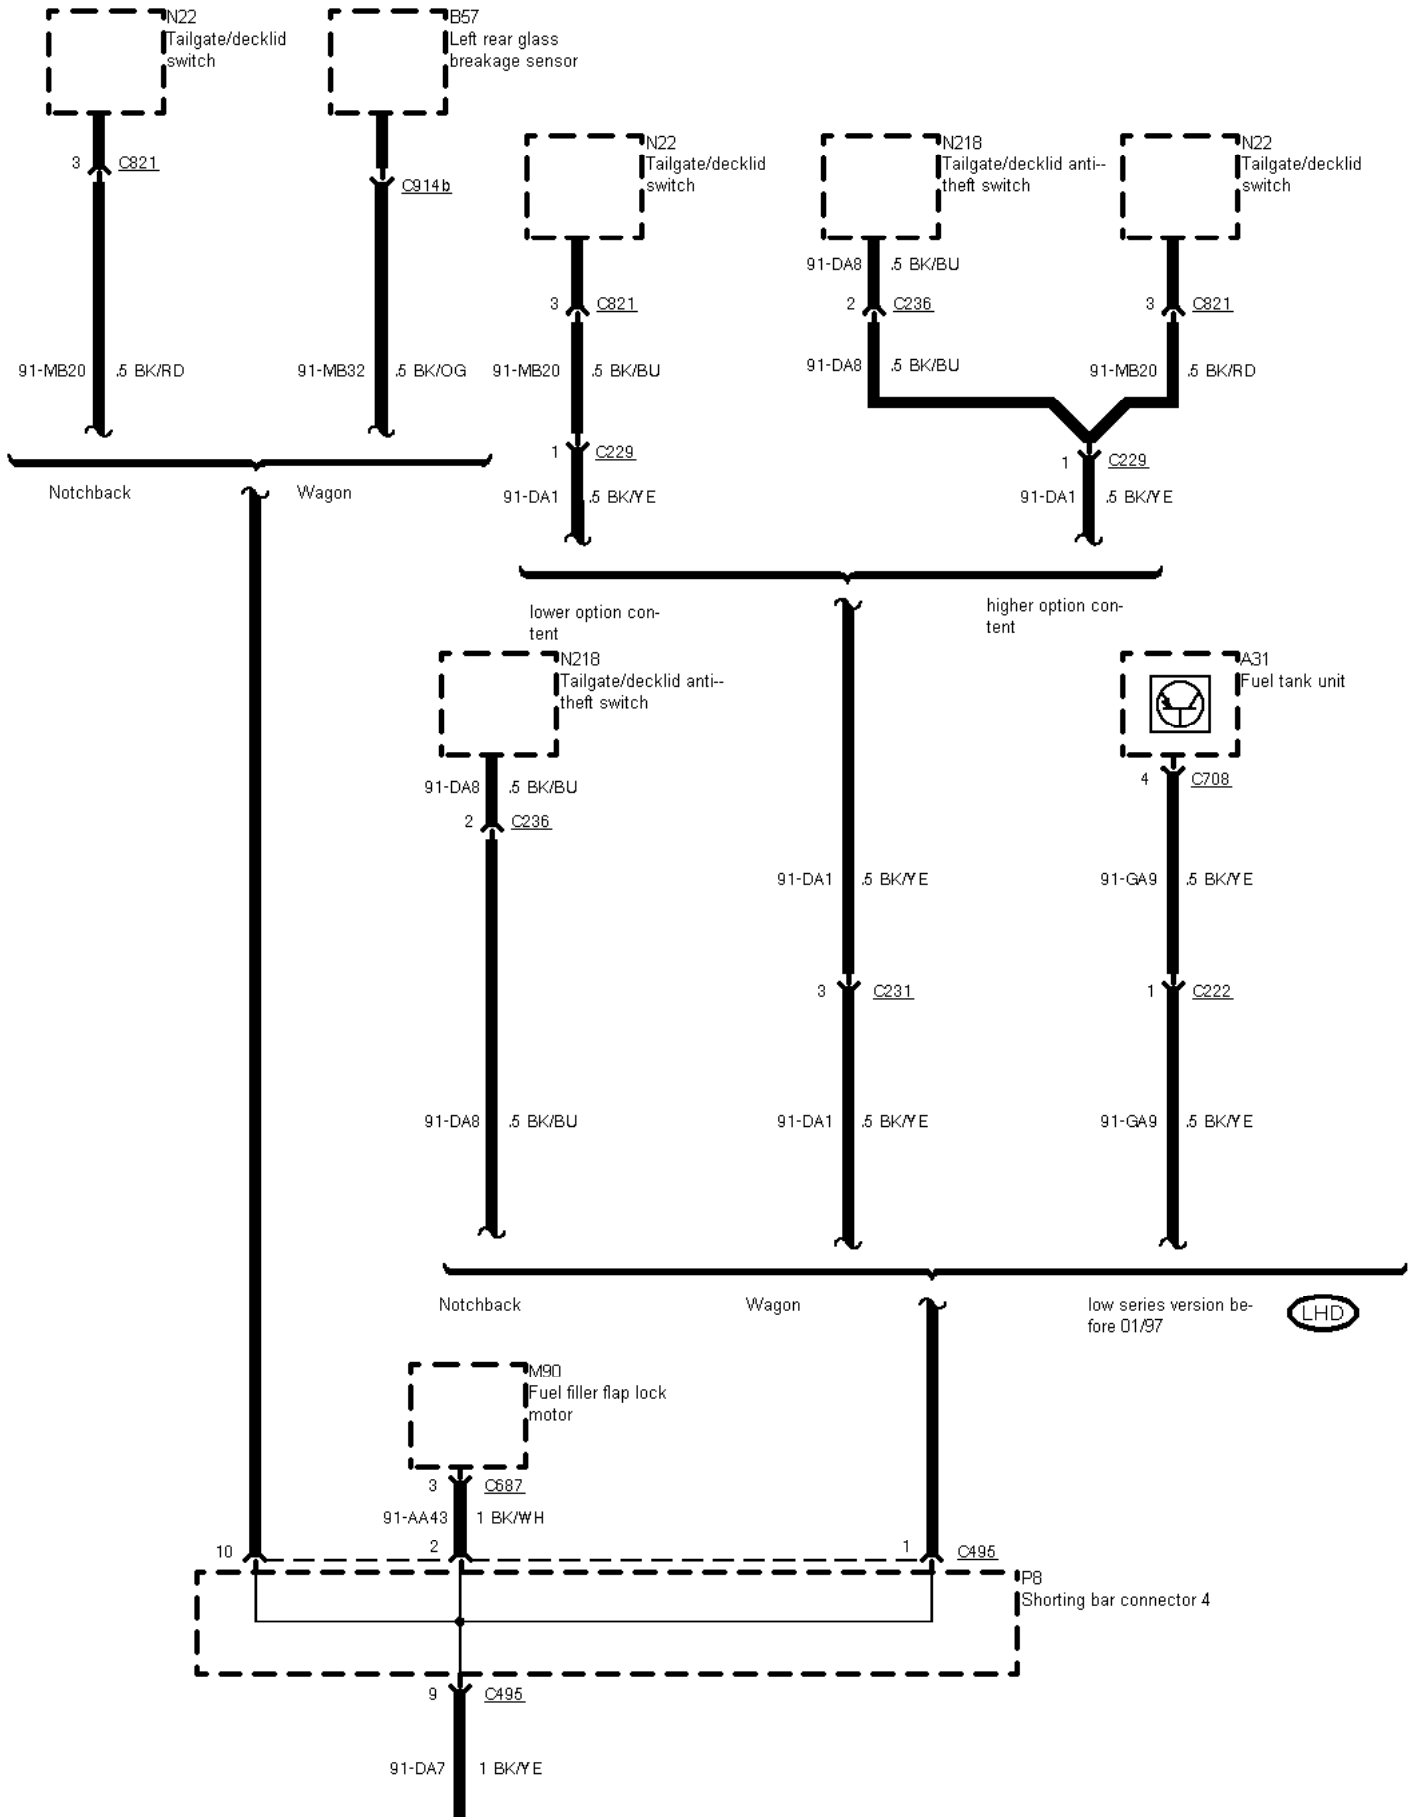 N22
Tailgate/decklid
switch
B57
Left rear glass
breakage sensor
3 C821
C914b
N22
Tailgate/decklid
switch
N218
Tailgate/decklid anti--
theft switch
N22
Tailgate/decklid
switch
91-DA8 .5 BK/BU
3 C821
2 C236
3 C821
91-MB20 .5 BK/RD
91-MB32 .5 BK/OG
91-MB20 .5 BK/BU
91-DA8 .5 BK/BU
91-MB20 .5 BK/RD
1 C229
1 C229
Notchback
Wagon
91-DA1 .5 BK/YE
91-DA1 .5 BK/YE
lower option con-
tent
higher option con-
tent
N218
Tailgate/decklid anti--
theft switch
A31
Fuel tank unit
91-DA8 .5 BK/BU
4 C708
2 C236
91-DA1 .5 BK/YE
91-GA9 .5 BK/YE
3 C231
1 C222
91-DA8 .5 BK/BU
91-DA1 .5 BK/YE
91-GA9 .5 BK/YE
Notchback
Wagon
low series version be-
fore 01/97
LHD
M90
Fuel filler flap lock
motor
3 C687
91-AA43 1 BK/WH
10
2
1 C495
P8
Shorting bar connector 4
9 C495
91-DA7 1 BK/YE